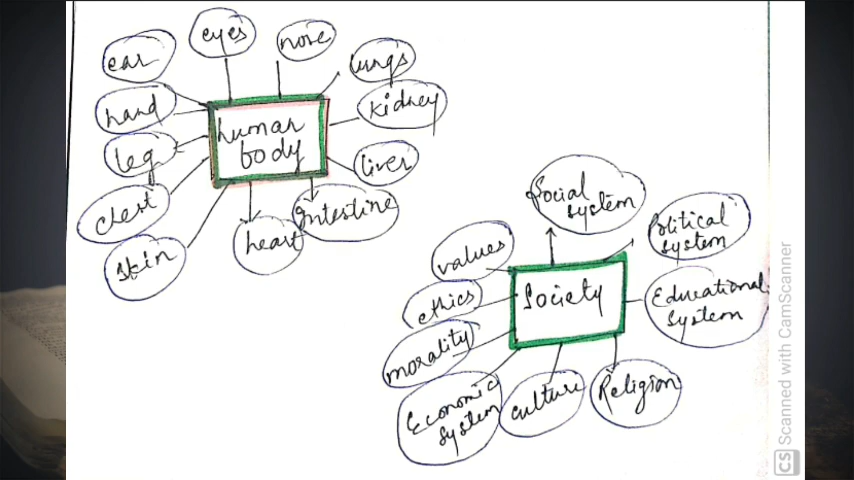 eyes
nose
ear
lungs
hand
kidney
human
body
leg
liver
chest
Intestine
heart
skin
Social
system
Political
system
values
Society
Educational
System
ethics
morality
Economic
system
culture
Religion
CS Scanned with CamScanner